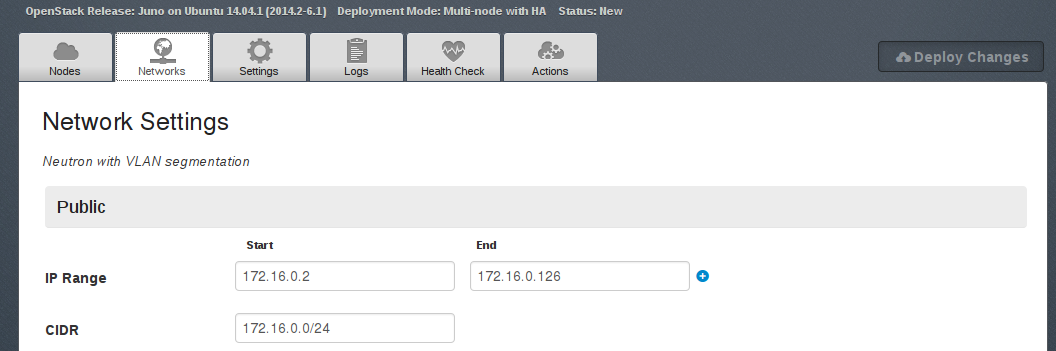 OpenStack Release: Juno on Ubuntu 14.04.1 (2014.2-6.1) Deployment Mode: Multi-node with HA Status: New
Nodes Networks Settings Logs Health Check Actions Deploy Changes
Network Settings
Neutron with VLAN segmentation
Public
Start End
IP Range 172.16.0.2 172.16.0.126
CIDR 172.16.0.0/24